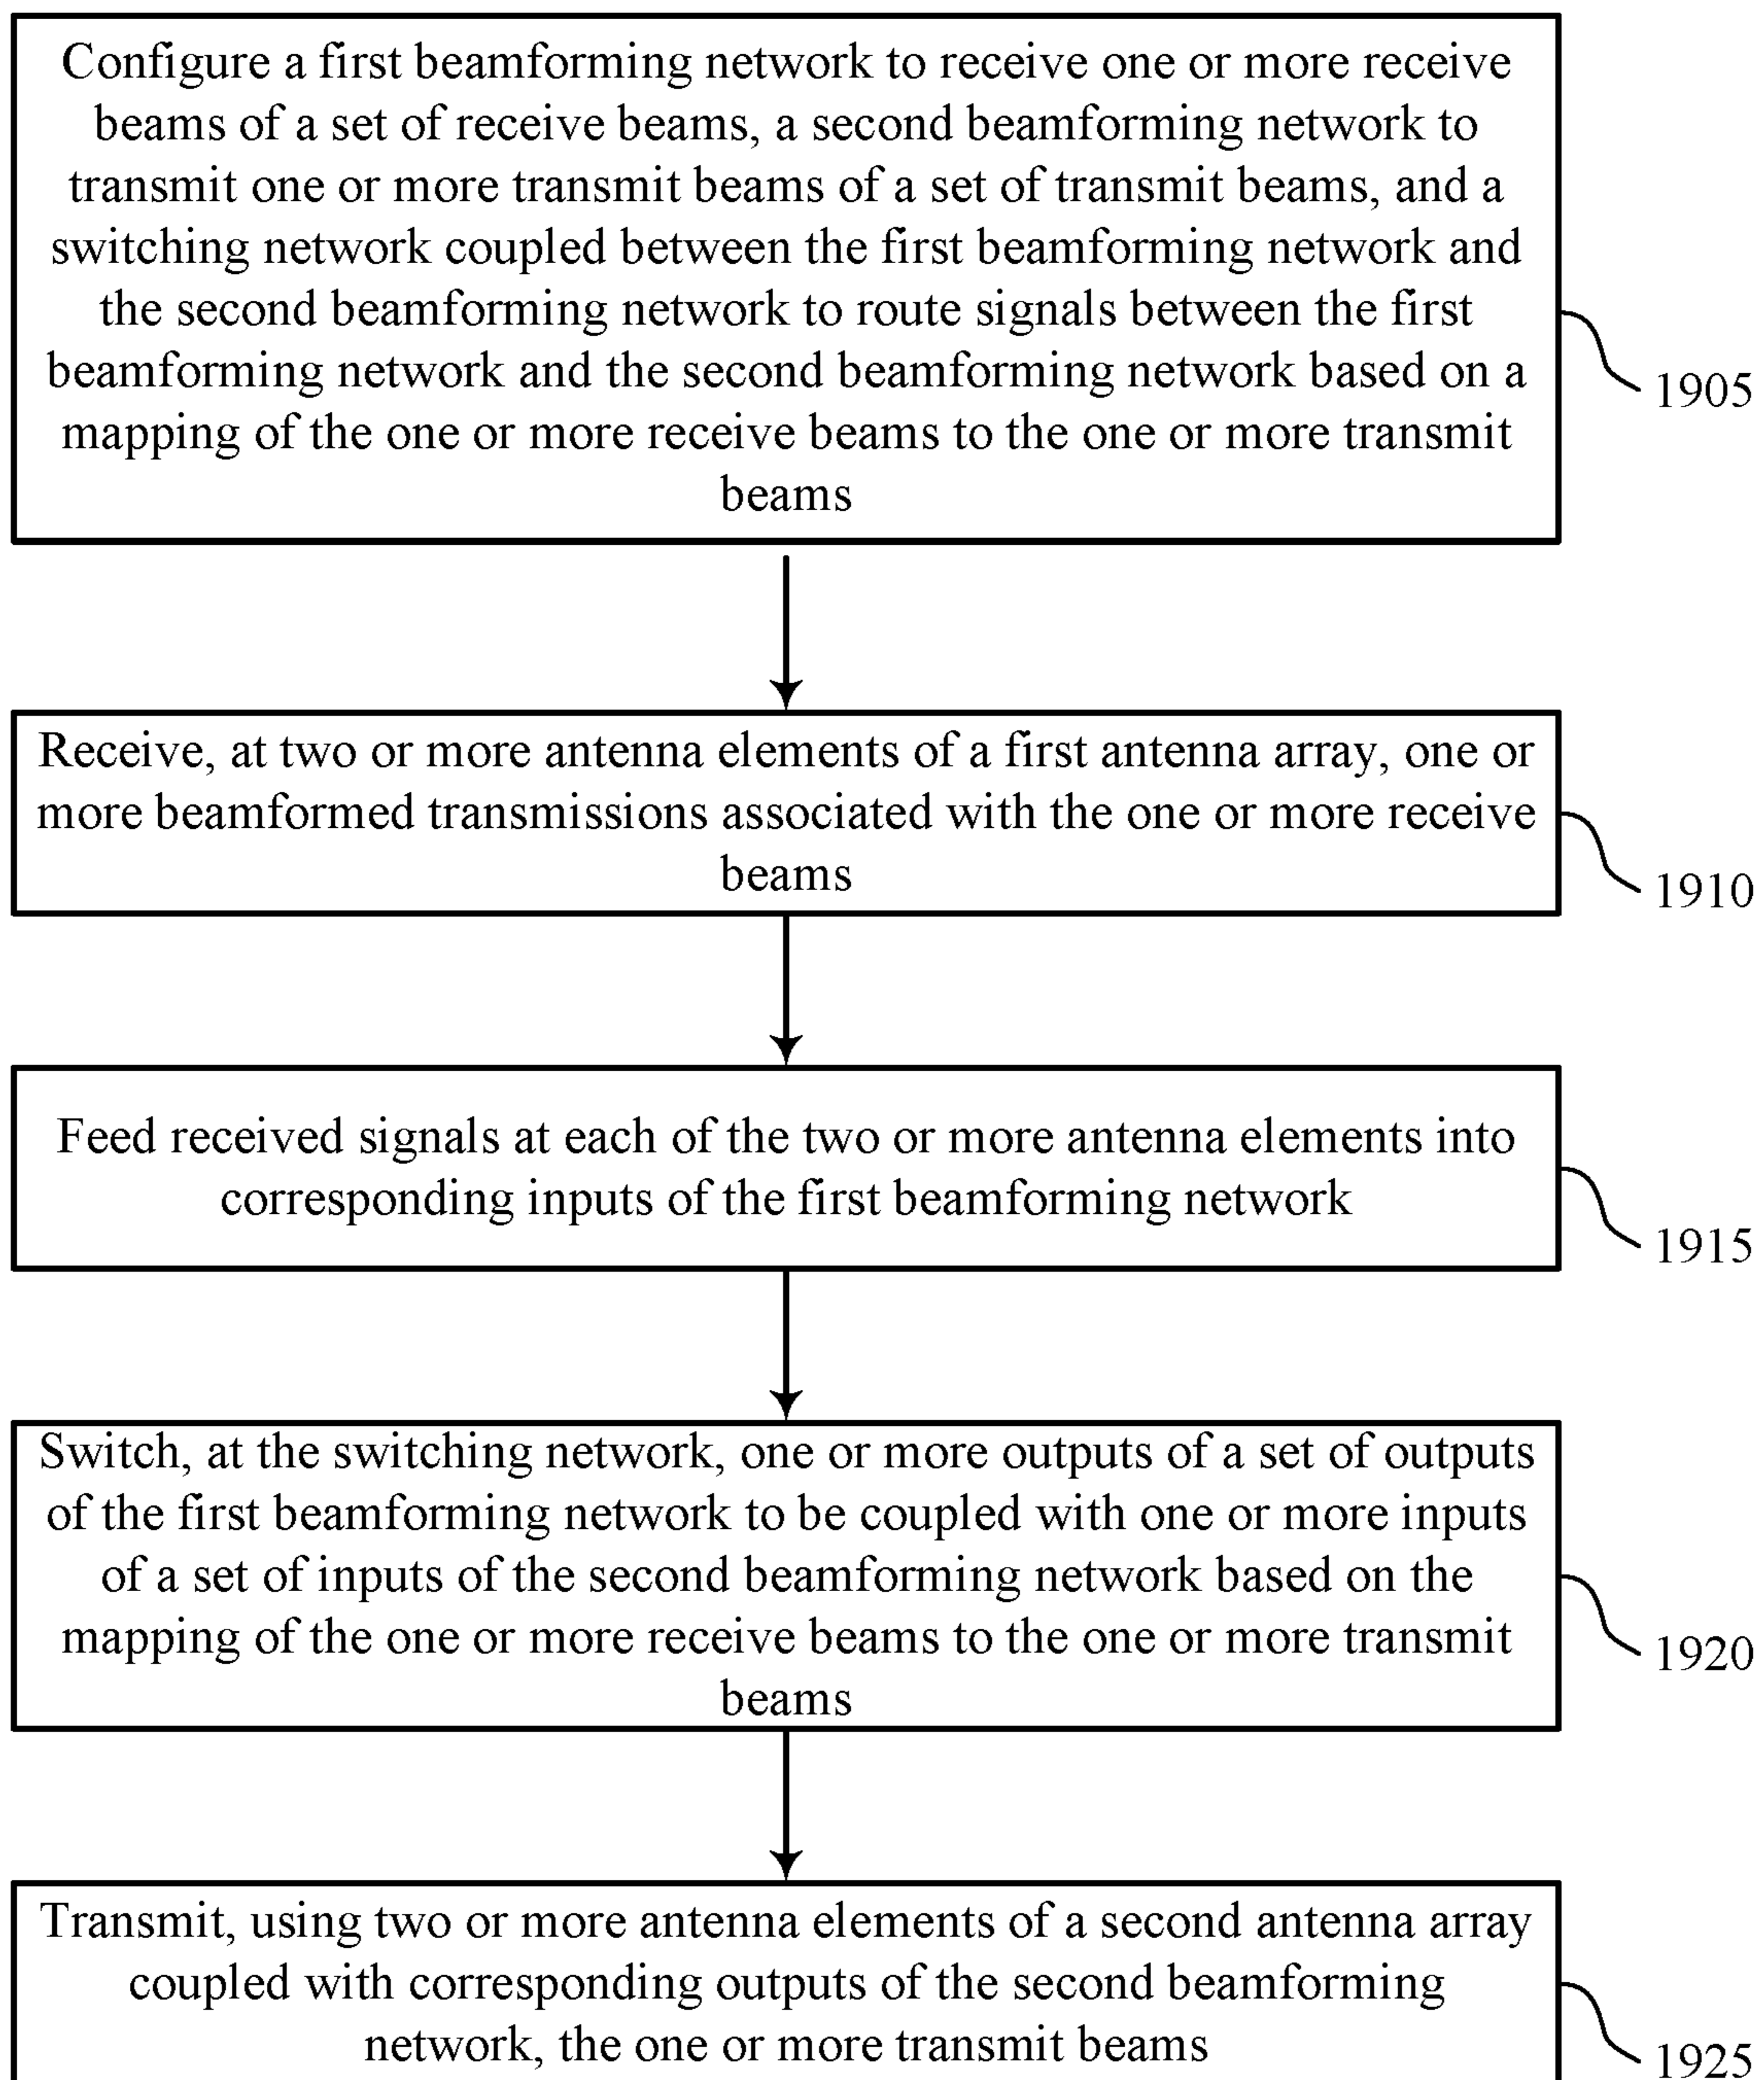 Configure a first beamforming network to receive one or more receive
beams of a set of receive beams, a second beamforming network to
transmit one or more transmit beams of a set of transmit beams, and a
switching network coupled between the first beamforming network and
the second beamforming network to route signals between the first
beamforming network and the second beamforming network based on a
mapping of the one or more receive beams to the one or more transmit
beams
1905
Receive, at two or more antenna elements of a first antenna array, one or
more beamformed transmissions associated with the one or more receive
beams
1910
Feed received signals at each of the two or more antenna elements into
corresponding inputs of the first beamforming network
1915
Switch, at the switching network, one or more outputs of a set of outputs
of the first beamforming network to be coupled with one or more inputs
of a set of inputs of the second beamforming network based on the
mapping of the one or more receive beams to the one or more transmit
beams
1920
Transmit, using two or more antenna elements of a second antenna array
coupled with corresponding outputs of the second beamforming
network, the one or more transmit beams
1925